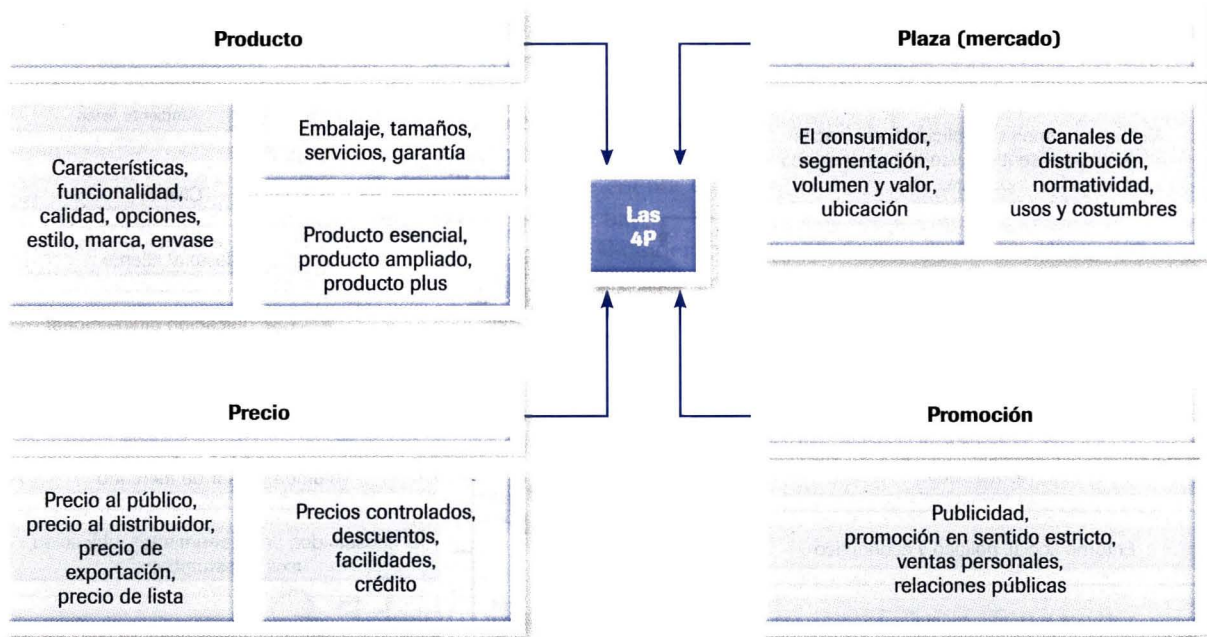 Producto
Características,
funcionalidad,
calidad, opciones,
estilo, marca, envase
Embalaje, tamaños,
servicios, garantía
Producto esencial,
producto ampliado,
producto plus
Plaza (mercado)
El consumidor,
segmentación,
volumen y valor,
ubicación
Canales de
distribución,
normatividad,
usos y costumbres
Las
4P
Precio
Precio al público,
precio al distribuidor,
precio de
exportación,
precio de lista
Precios controlados,
descuentos,
facilidades,
crédito
Promoción
Publicidad,
promoción en sentido estricto,
ventas personales,
relaciones públicas